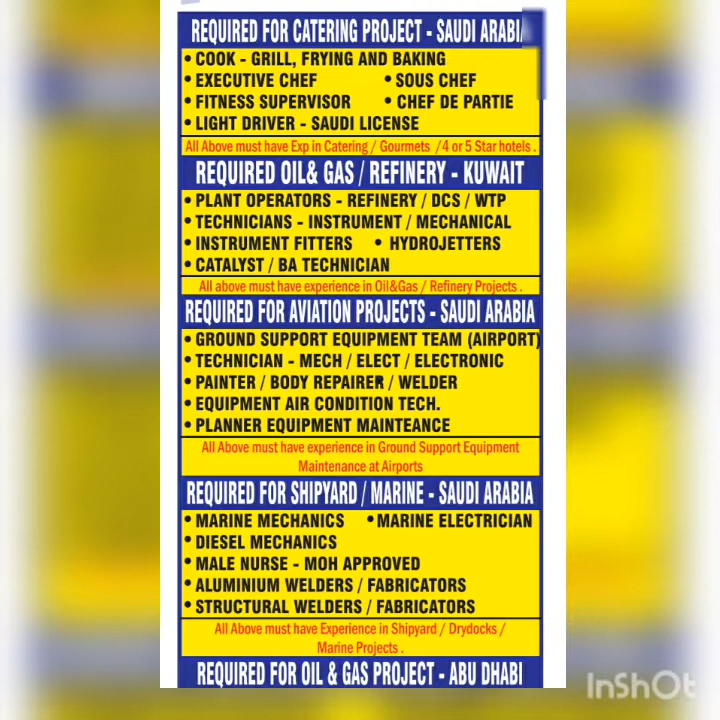 REQUIRED FOR CATERING PROJECT - SAUDI ARABI
• COOK - GRILL, FRYING AND BAKING
• EXECUTIVE CHEF • SOUS CHEF
• FITNESS SUPERVISOR • CHEF DE PARTIE
• LIGHT DRIVER - SAUDI LICENSE
All Above must have Exp in Catering / Gourmets / 4 or 5 Star hotels .
REQUIRED OIL& GAS / REFINERY - KUWAIT
• PLANT OPERATORS - REFINERY / DCS / WTP
• TECHNICIANS - INSTRUMENT / MECHANICAL
• INSTRUMENT FITTERS • HYDROJETTERS
• CATALYST / BA TECHNICIAN
All above must have experience in Oil&Gas / Refinery Projects .
REQUIRED FOR AVIATION PROJECTS - SAUDI ARABIA
• GROUND SUPPORT EQUIPMENT TEAM (AIRPORT)
• TECHNICIAN - MECH / ELECT / ELECTRONIC
• PAINTER / BODY REPAIRER / WELDER
• EQUIPMENT AIR CONDITION TECH.
• PLANNER EQUIPMENT MAINTEANCE
All Above must have experience in Ground Support Equipment
Maintenance at Airports
REQUIRED FOR SHIPYARD / MARINE - SAUDI ARABIA
• MARINE MECHANICS • MARINE ELECTRICIAN
• DIESEL MECHANICS
• MALE NURSE - MOH APPROVED
• ALUMINIUM WELDERS / FABRICATORS
• STRUCTURAL WELDERS / FABRICATORS
All Above must have Experience in Shipyard / Drydocks /
Marine Projects .
REQUIRED FOR OIL & GAS PROJECT - ABU DHABI
InShOt